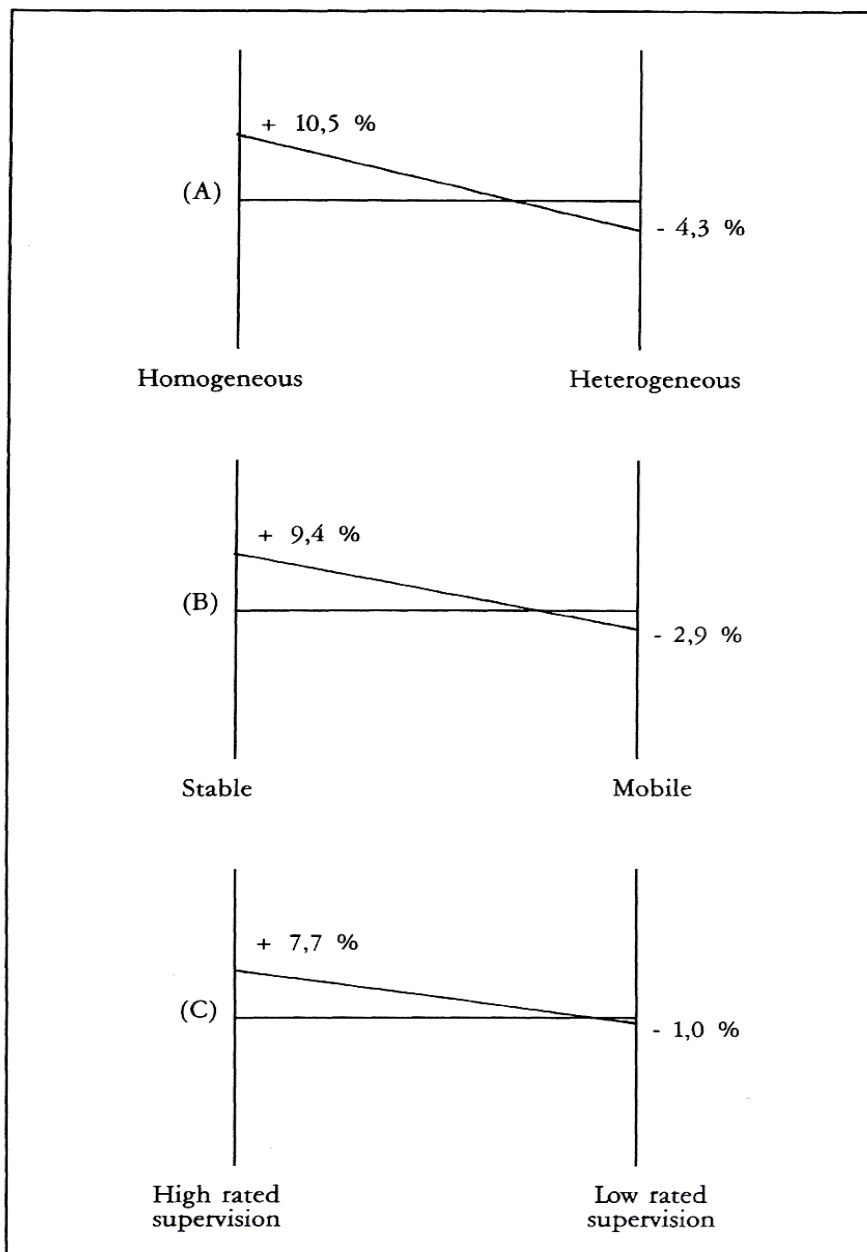 + 10,5 %
(A)
- 4,3 %
Homogeneous Heterogeneous
+ 9,4 %
(B)
- 2,9 %
Stable Mobile
+ 7,7 %
(C)
- 1,0 %
High rated Low rated
supervision supervision